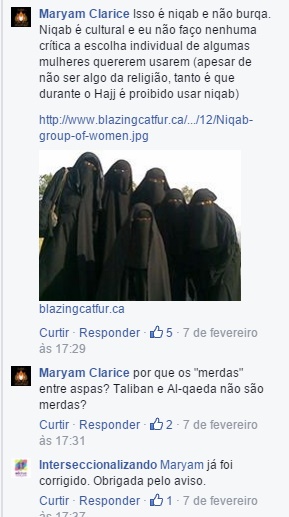 Maryam Clarice Isso é niqab e não burqa.
Niqab é cultural e eu não faço nenhuma
crítica a escolha individual de algumas
mulheres quererem usarem (apesar de
não ser algo da religião, tanto é que
durante o Hajj é proibido usar niqab)
http://www.blazingcatfur.ca/.../12/Niqab-
group-of-women.jpg
blazingcatfur.ca
Curtir · Responder · 5 · 7 de fevereiro
às 17:29
Maryam Clarice por que os "merdas"
entre aspas? Taliban e Al-qaeda não são
merdas?
Curtir · Responder · 2 · 7 de fevereiro
às 17:31
Interseccionalizando Maryam já foi
corrigido. Obrigada pelo aviso.
Curtir · Responder · 1 · 7 de fevereiro
às 17:37